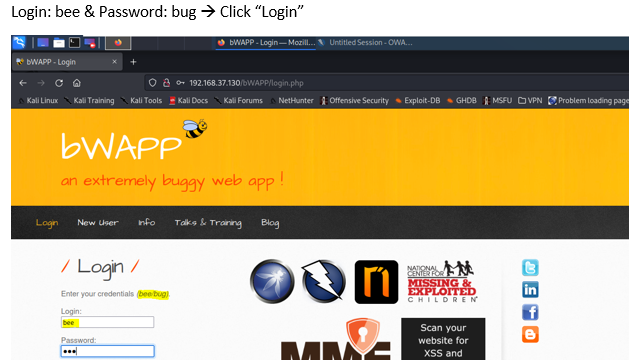 Login: bee & Password: bug → Click “Login”
bWAPP - Login — Mozill... Untitled Session - OWA...
bWAPP - Login
192.168.37.130/bWAPP/login.php
Kali Linux Kali Training Kali Tools Kali Docs Kali Forums NetHunter Offensive Security Exploit-DB GHDB MSFU VPN Problem loading page
bWAPP
an extremely buggy web app !
Login New User Info Talks & Training Blog
/ Login /
Enter your credentials (bee/bug).
Login:
bee
Password:
NATIONAL CENTER FOR
MISSING & EXPLOITED
CHILDREN
MME
Scan your
website for
XSS and